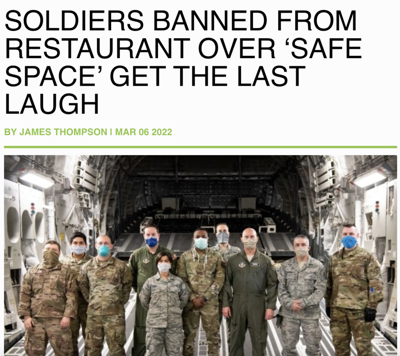 SOLDIERS BANNED FROM
RESTAURANT OVER ‘SAFE
SPACE’ GET THE LAST
LAUGH
BY JAMES THOMPSON | MAR 06 2022